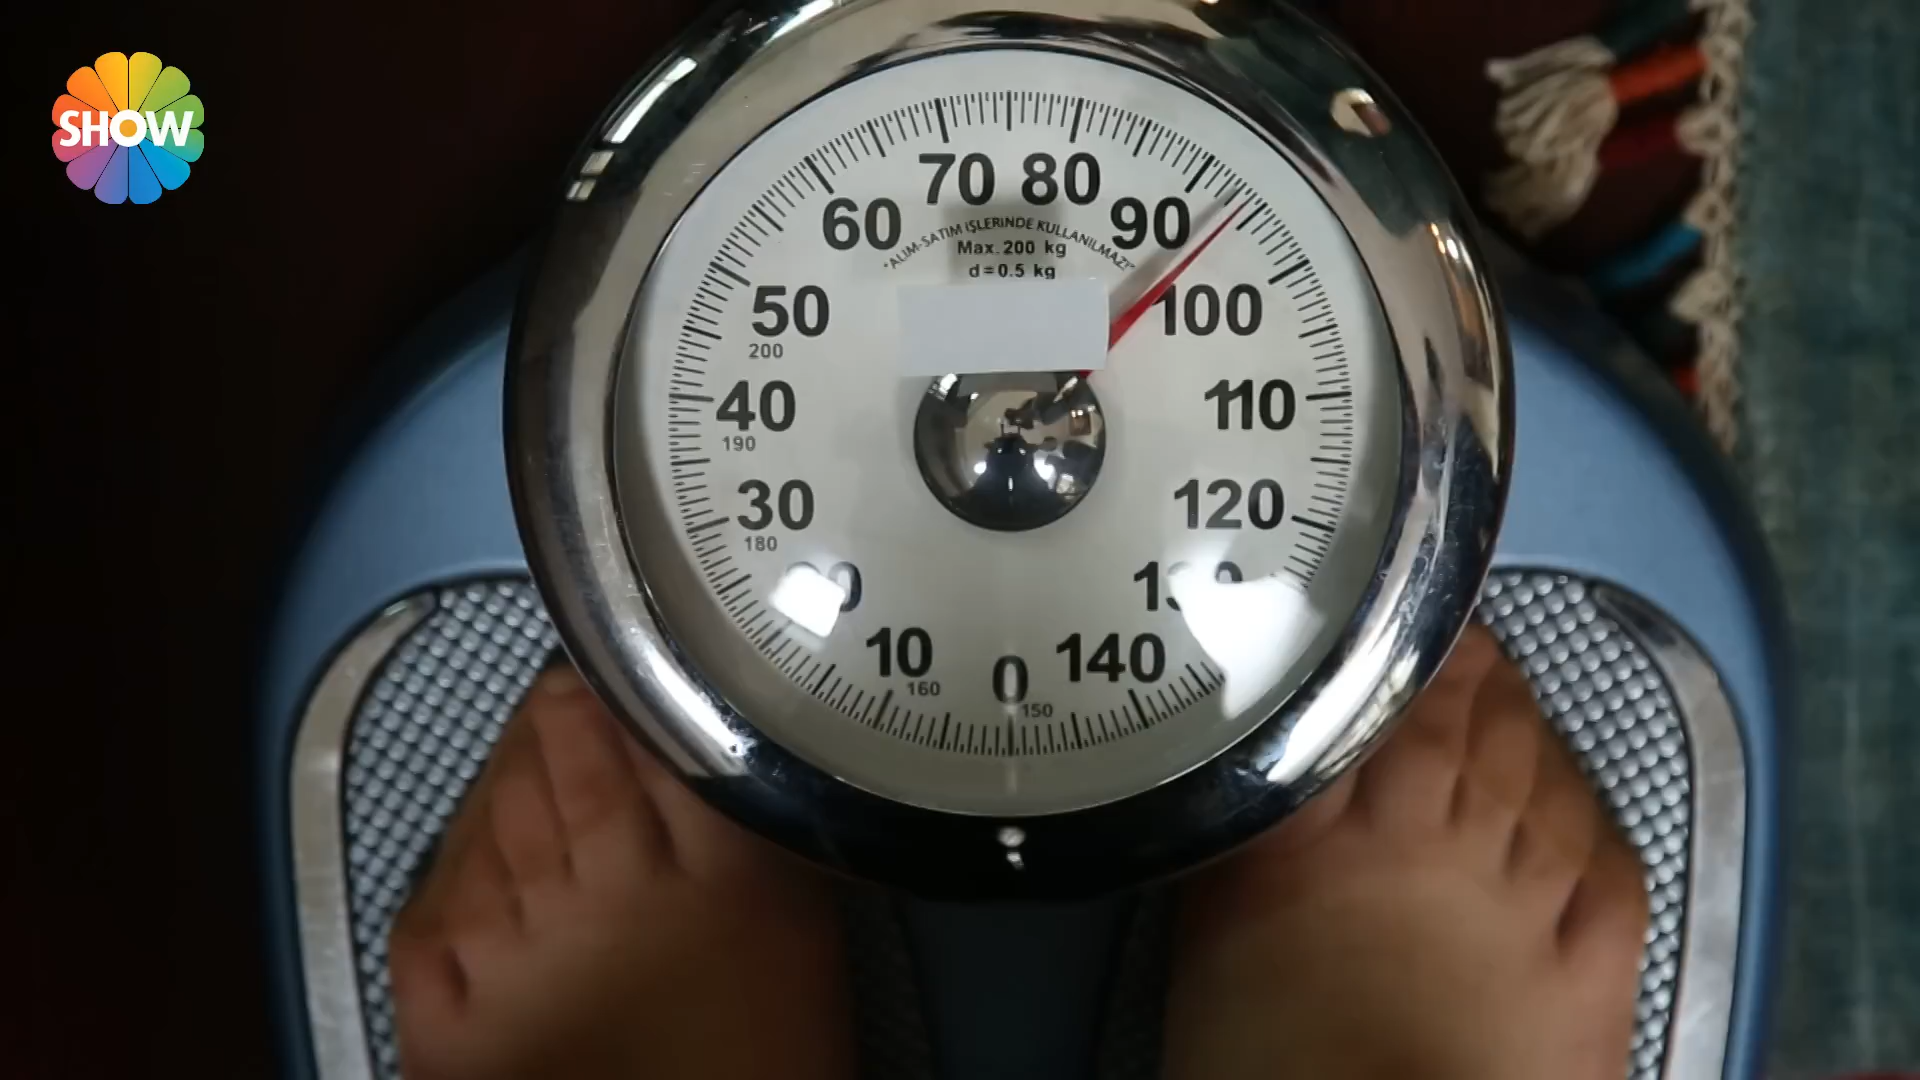 SHOW
70 80
60 90
"ALIM-SATIM İŞLERİNDE KULLANILMAZ!"
Max. 200 kg
d=0.5 kg
50 100
200
40 110
190
30 120
180
10 0 140
160 150